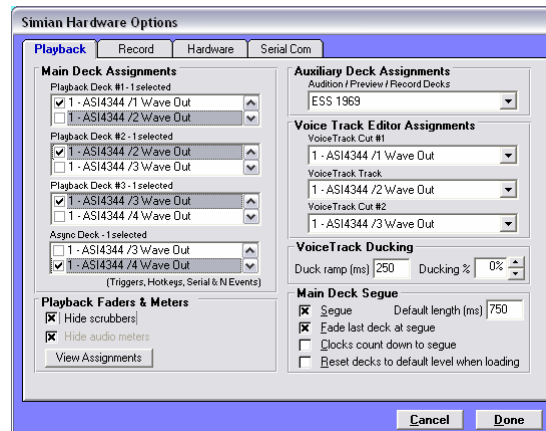 Simian Hardware Options
Playback
Record
Hardware
Serial Com
Main Deck Assignments
Playback Deck #1 - 1 selected
1 - ASI4344 /1 Wave Out
1 - ASI4344 /2 Wave Out
Playback Deck #2 - 1 selected
1 - ASI4344 /2 Wave Out
1 - ASI4344 /3 Wave Out
Playback Deck #3 - 1 selected
1 - ASI4344 /3 Wave Out
1 - ASI4344 /4 Wave Out
Async Deck - 1 selected
1 - ASI4344 /3 Wave Out
1 - ASI4344 /4 Wave Out
(Triggers, Hotkeys, Serial & N Events)
Playback Faders & Meters
Hide scrubbers
Hide audio meters
View Assignments
Auxiliary Deck Assignments
Audition / Preview / Record Decks
ESS 1969
Voice Track Editor Assignments
VoiceTrack Cut #1
1 - ASI4344 /1 Wave Out
VoiceTrack Track
1 - ASI4344 /2 Wave Out
VoiceTrack Cut #2
1 - ASI4344 /3 Wave Out
VoiceTrack Ducking
Duck ramp (ms) 250 Ducking % 0%
Main Deck Segue
Segue Default length (ms) 750
Fade last deck at segue
Clocks count down to segue
Reset decks to default level when loading
Cancel
Done